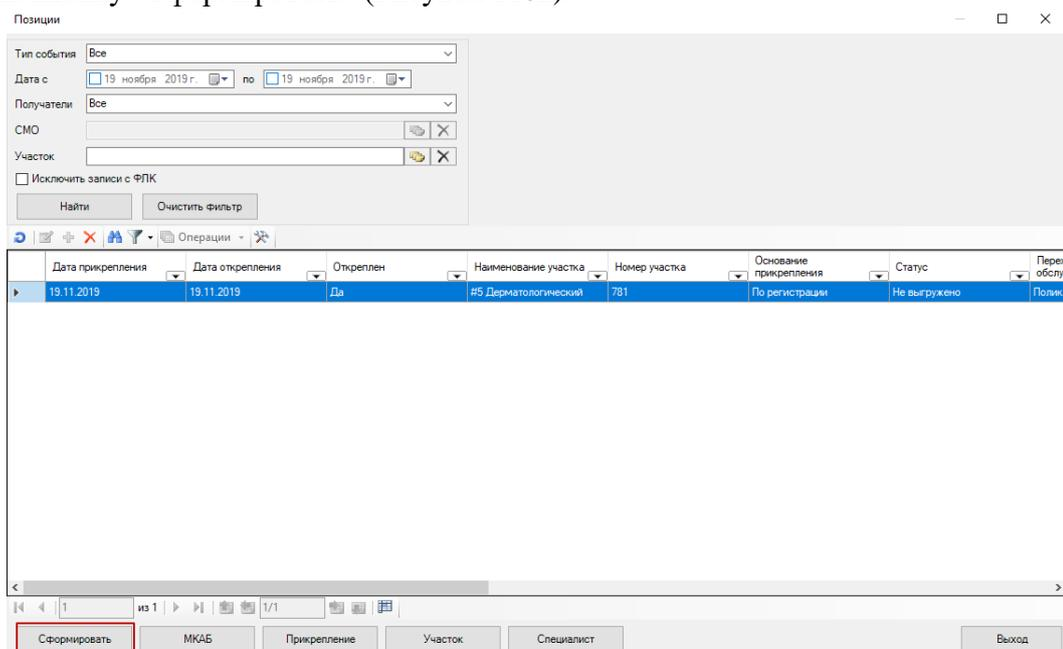 Позиции
Тип события Все
Дата с 19 ноября 2019 г. по 19 ноября 2019 г.
Получатели Все
СМО
Участок
Исключить записи с ФЛК
Найти Очистить фильтр
Операции
Дата прикрепления Дата открепления Откреплен Наименование участка Номер участка Основание прикрепления Статус
19.11.2019 19.11.2019 Да #5 Дерматологический 781 По регистрации Не выгружено
1 из 1 1/1
Сформировать МКАБ Прикрепление Участок Специалист Выход